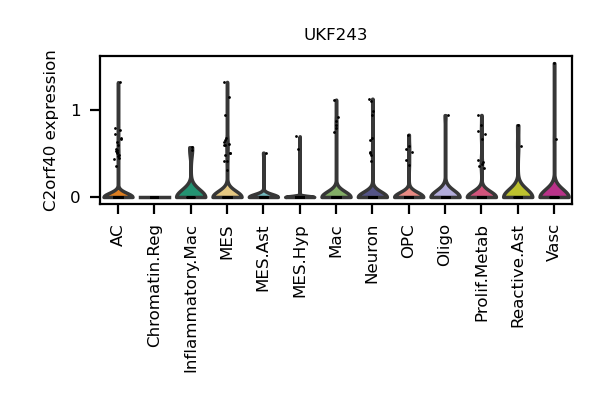 UKF243
C2orf40 expression
1
0
AC
Chromatin.Reg
Inflammatory.Mac
MES
MES.Ast
MES.Hyp
Mac
Neuron
OPC
Oligo
Prolif.Metab
Reactive.Ast
Vasc